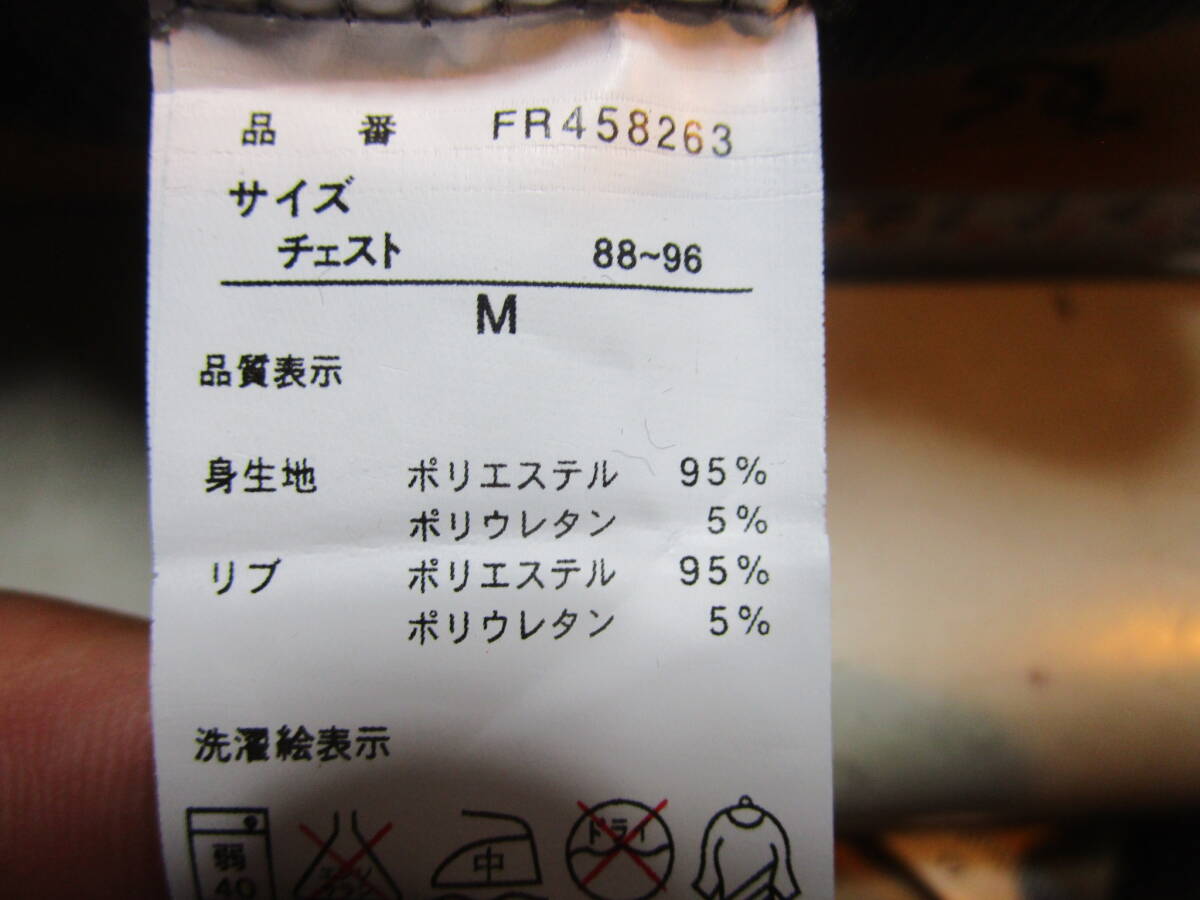 品 番 FR458263
サイズ
チェスト 88~96
M
品質表示
身生地 ポリエステル 95%
ポリウレタン 5%
リブ ポリエステル 95%
ポリウレタン 5%
洗濯絵表示
弱 中 ドライ
40